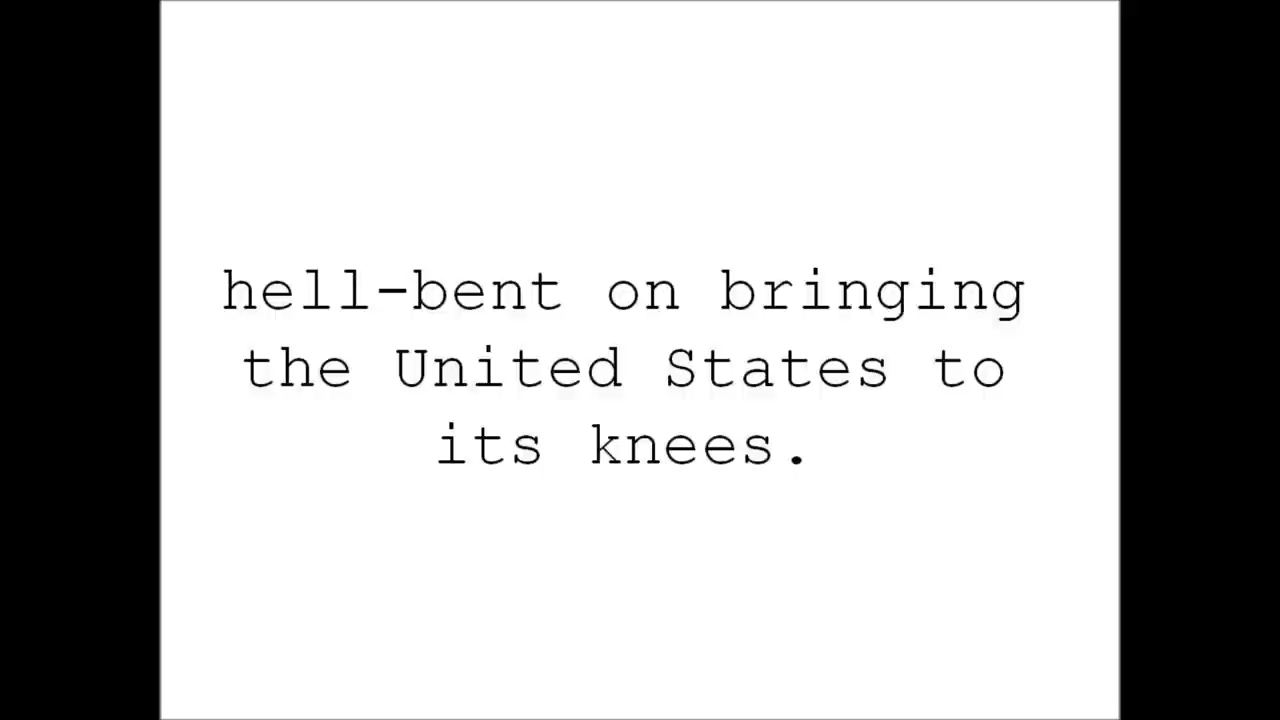 hell-bent on bringing
the United States to
its knees.